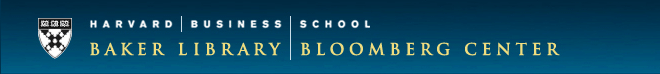 HARVARD | BUSINESS | SCHOOL
BAKER LIBRARY | BLOOMBERG CENTER